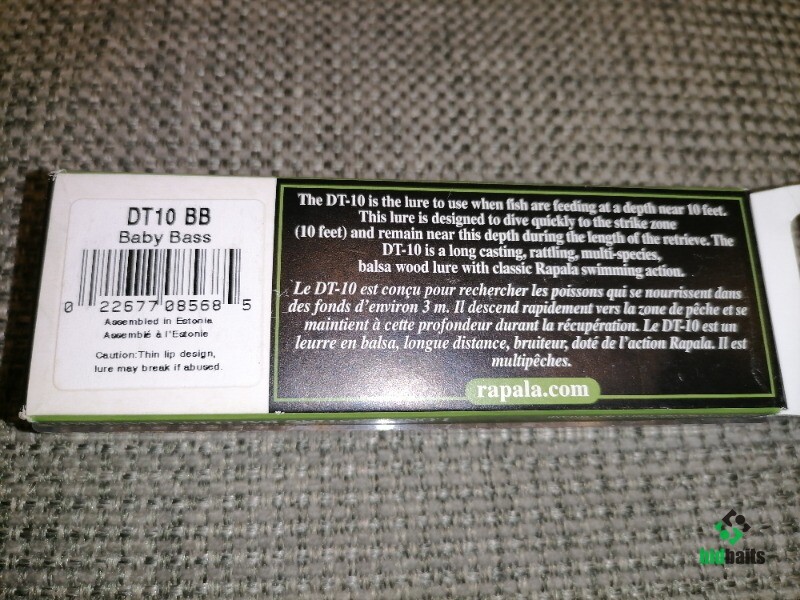 DT10 BB
Baby Bass
0 22677 08568 5
Assembled in Estonia
Assemblé à l'Estonie
Caution:Thin lip design,
lure may break if abused.
The DT-10 is the lure to use when fish are feeding at a depth near 10 feet.
This lure is designed to dive quickly to the strike zone
(10 feet) and remain near this depth during the length of the retrieve. The
DT-10 is a long casting, rattling, multi-species,
balsa wood lure with classic Rapala swimming action.
Le DT-10 est conçu pour rechercher les poissons qui se nourrissent dans
des fonds d'environ 3 m. Il descend rapidement vers la zone de pêche et se
maintient à cette profondeur durant la récupération. Le DT-10 est un
leurre en balsa, longue distance, bruiteur, doté de l'action Rapala. Il est
multipêches.
rapala.com
baits